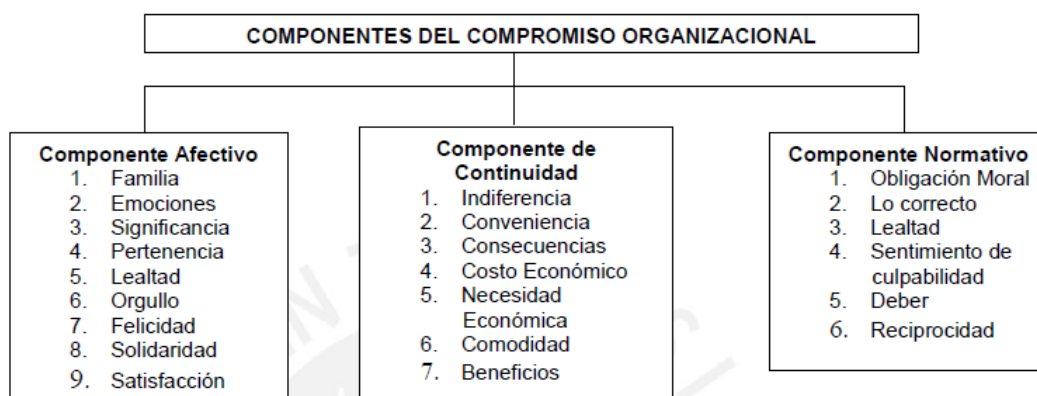 COMPONENTES DEL COMPROMISO ORGANIZACIONAL
Componente Afectivo
1. Familia
2. Emociones
3. Significancia
4. Pertenencia
5. Lealtad
6. Orgullo
7. Felicidad
8. Solidaridad
9. Satisfacción
Componente de
Continuidad
1. Indiferencia
2. Conveniencia
3. Consecuencias
4. Costo Económico
5. Necesidad
Económica
6. Comodidad
7. Beneficios
Componente Normativo
1. Obligación Moral
2. Lo correcto
3. Lealtad
4. Sentimiento de
culpabilidad
5. Deber
6. Reciprocidad